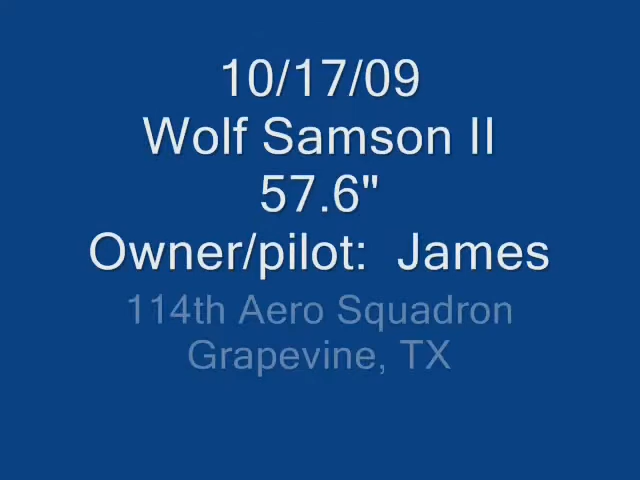 10/17/09
Wolf Samson II
57.6"
Owner/pilot:  James
114th Aero Squadron
Grapevine, TX